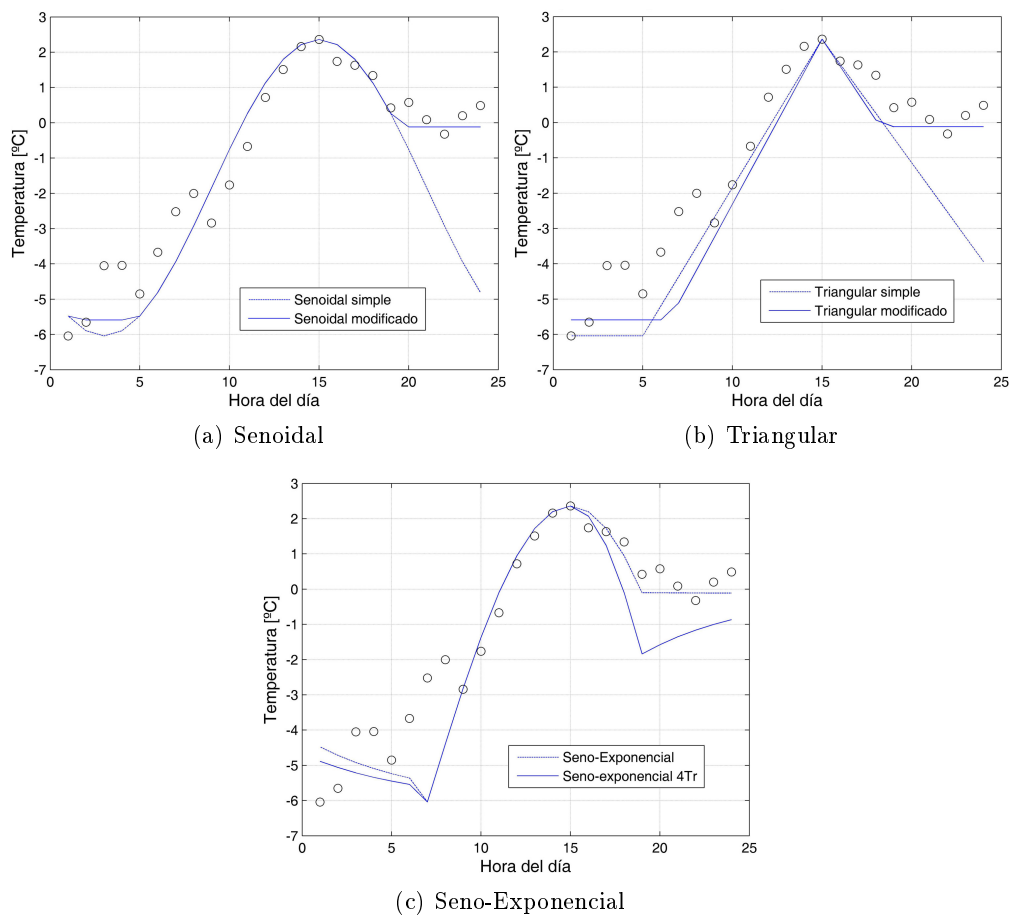 3
2
1
0
-1
-2
-3
-4
-5
-6
-7
0 5 10 15 20 25
Temperatura [ºC]
Hora del día
Senoidal simple
Senoidal modificado
(a) Senoidal
3
2
1
0
-1
-2
-3
-4
-5
-6
-7
0 5 10 15 20 25
Temperatura [ºC]
Hora del día
Triangular simple
Triangular modificado
(b) Triangular
3
2
1
0
-1
-2
-3
-4
-5
-6
-7
0 5 10 15 20 25
Temperatura [ºC]
Hora del día
Seno-Exponencial
Seno-exponencial 4Tr
(c) Seno-Exponencial